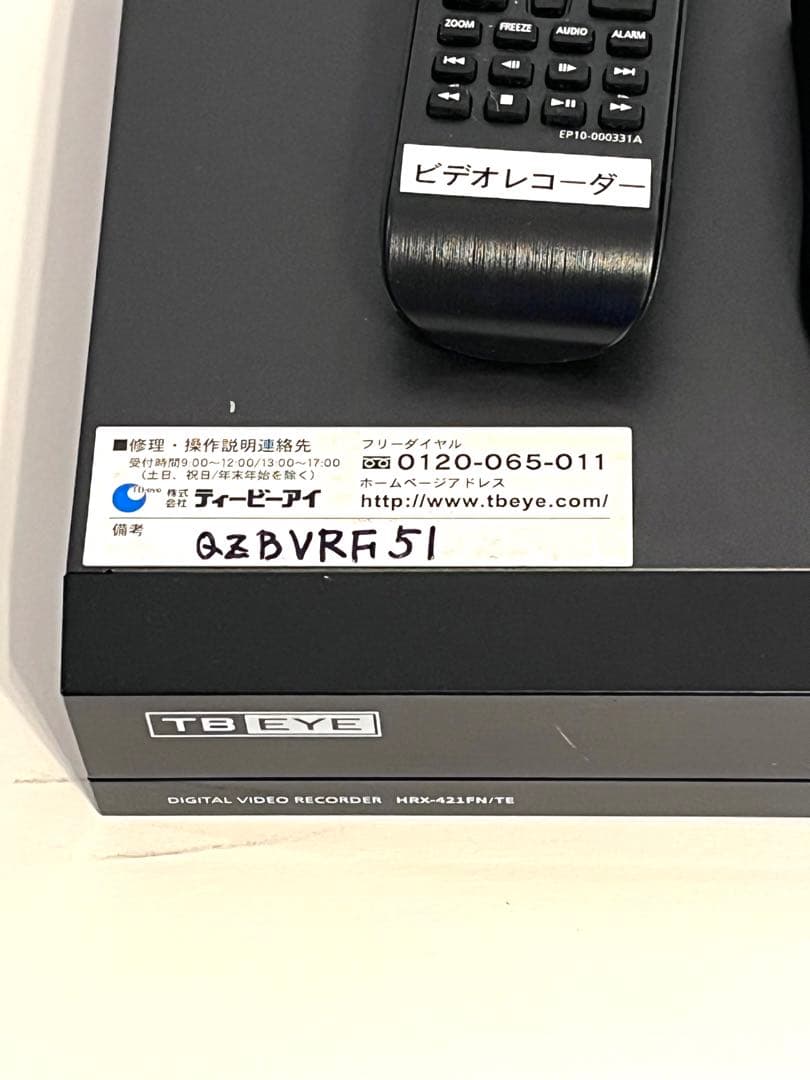 ZOOM FREEZE AUDIO ALARM
EP10-000331A
ビデオレコーダー
■修理・操作説明連絡先
受付時間9:00〜12:00/13:00〜17:00
(土日、祝日/年末年始を除く)
TBeye 株式会社 ティービーアイ
フリーダイヤル
0120-065-011
ホームページアドレス
http://www.tbeye.com/
備考
QZBVRF51
TB EYE
DIGITAL VIDEO RECORDER HRX-421FN/TE